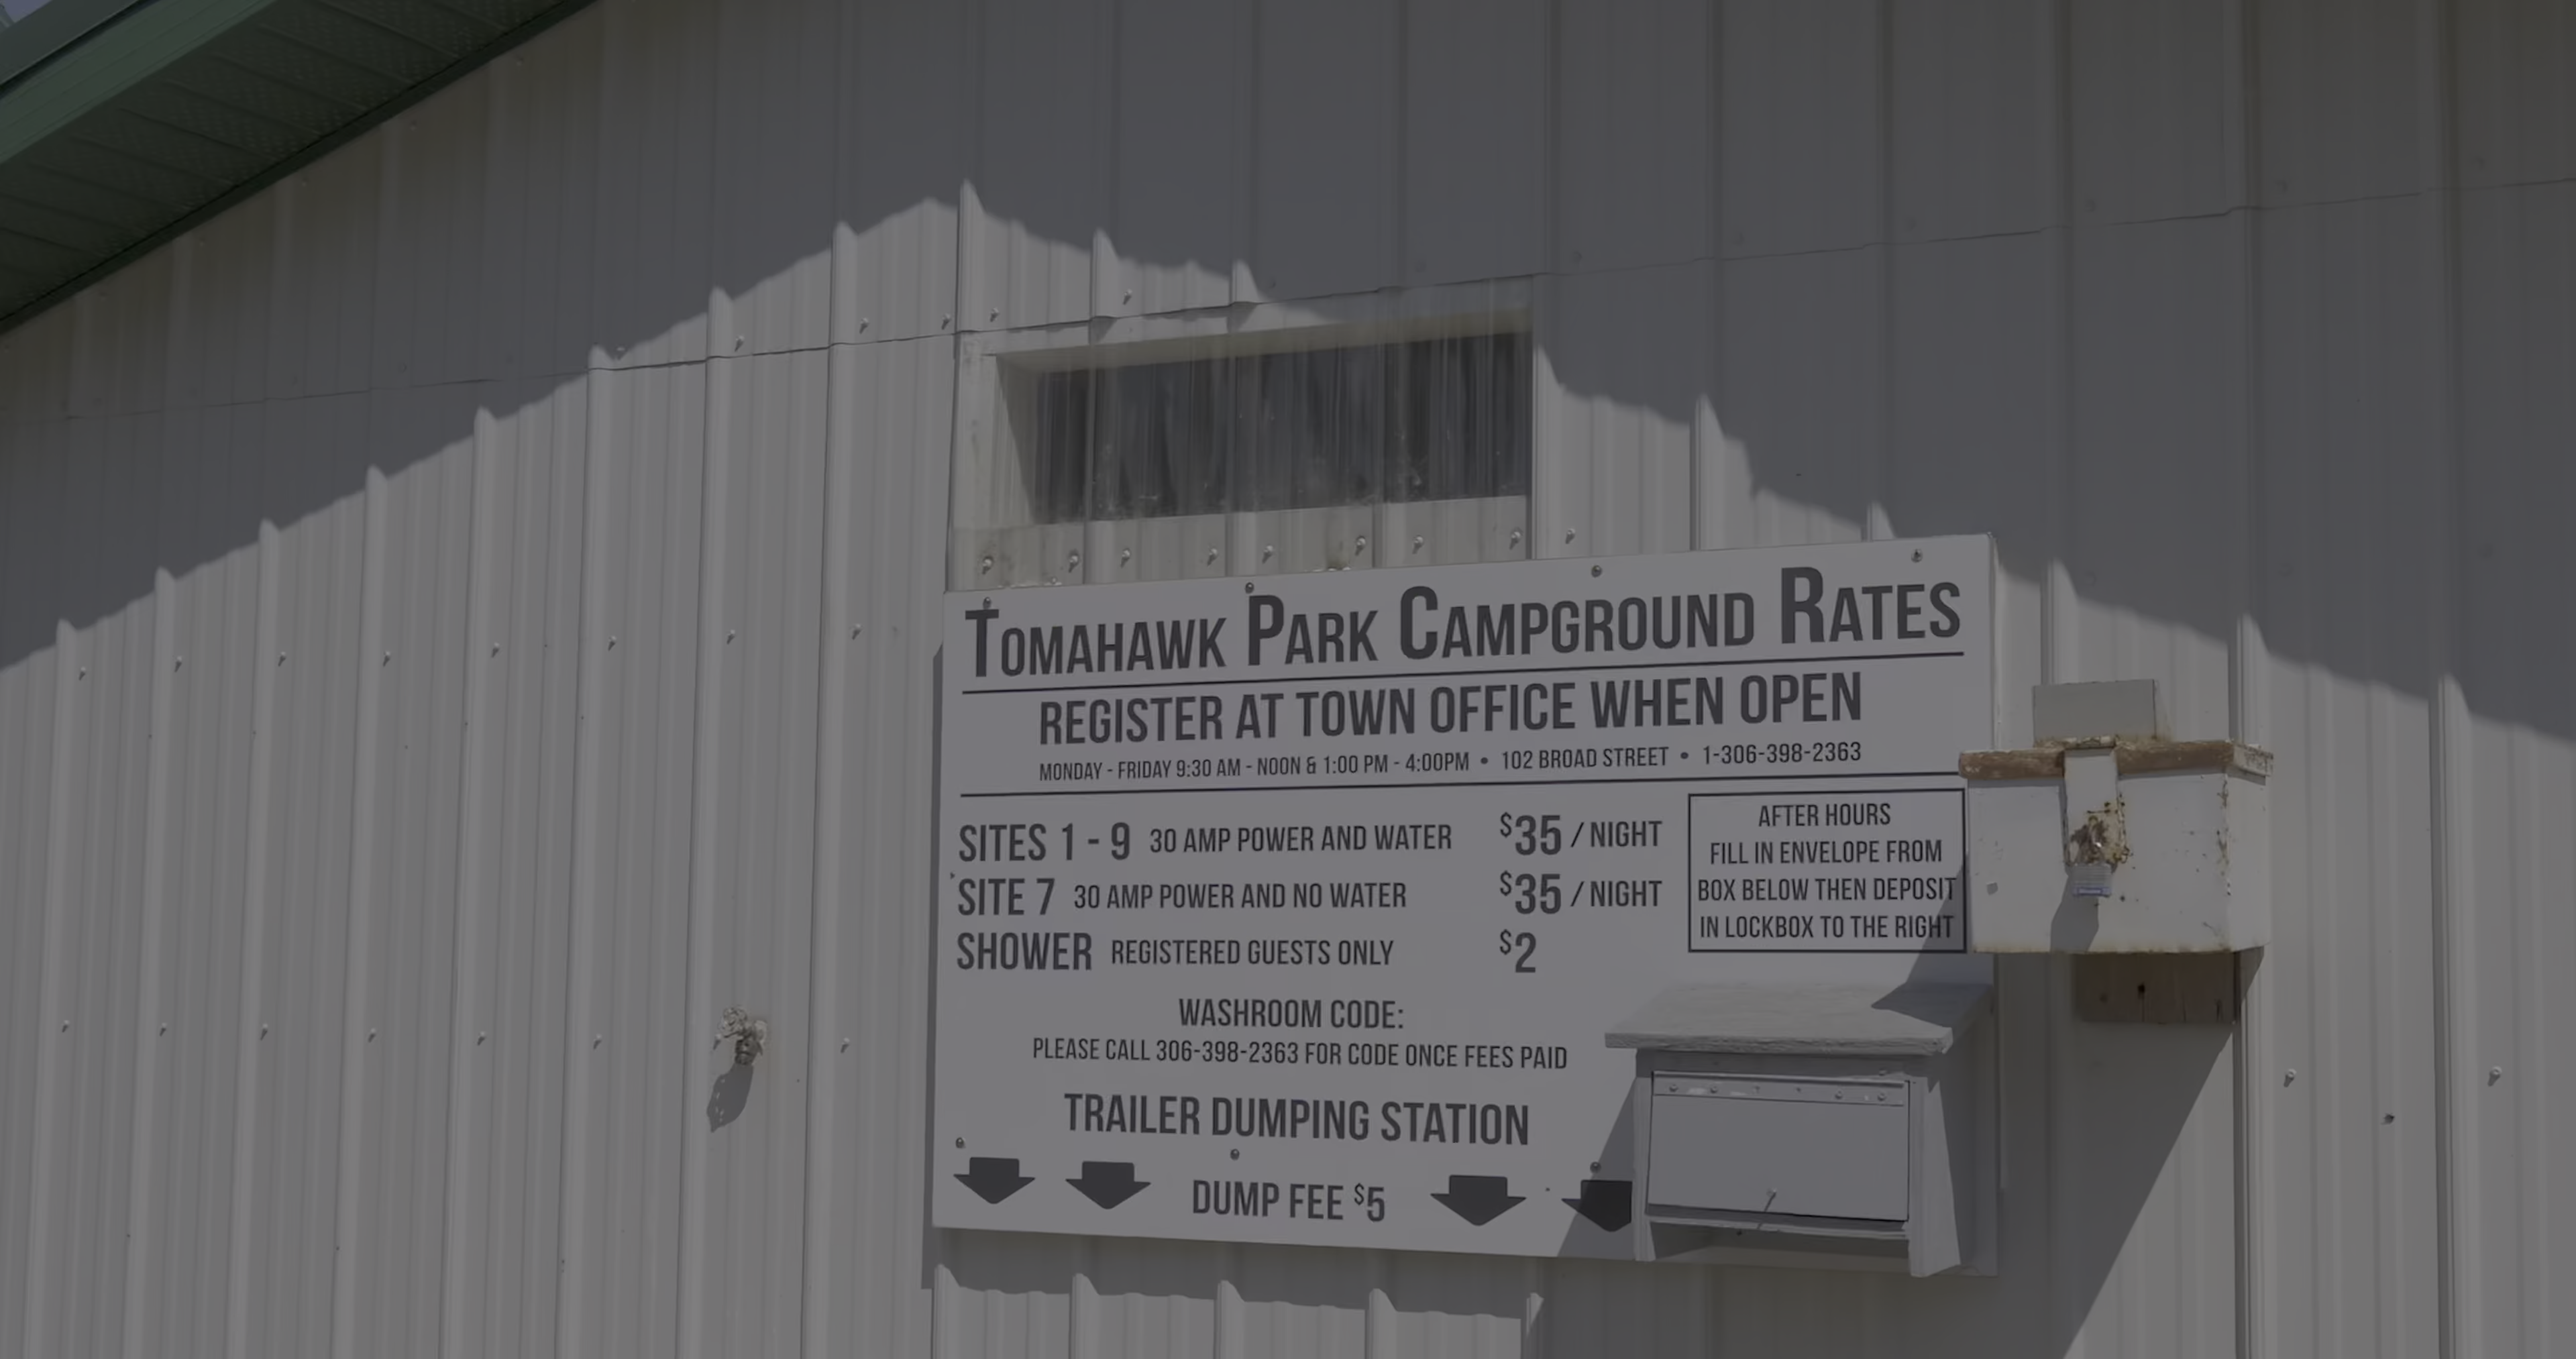 TOMAHAWK PARK CAMPGROUND RATES
REGISTER AT TOWN OFFICE WHEN OPEN
MONDAY - FRIDAY 9:30 AM - NOON & 1:00 PM - 4:00PM • 102 BROAD STREET • 1-306-398-2363
SITES 1 - 9 30 AMP POWER AND WATER $35 / NIGHT
SITE 7 30 AMP POWER AND NO WATER $35 / NIGHT
SHOWER REGISTERED GUESTS ONLY $2
AFTER HOURS
FILL IN ENVELOPE FROM
BOX BELOW THEN DEPOSIT
IN LOCKBOX TO THE RIGHT
WASHROOM CODE:
PLEASE CALL 306-398-2363 FOR CODE ONCE FEES PAID
TRAILER DUMPING STATION
DUMP FEE $5